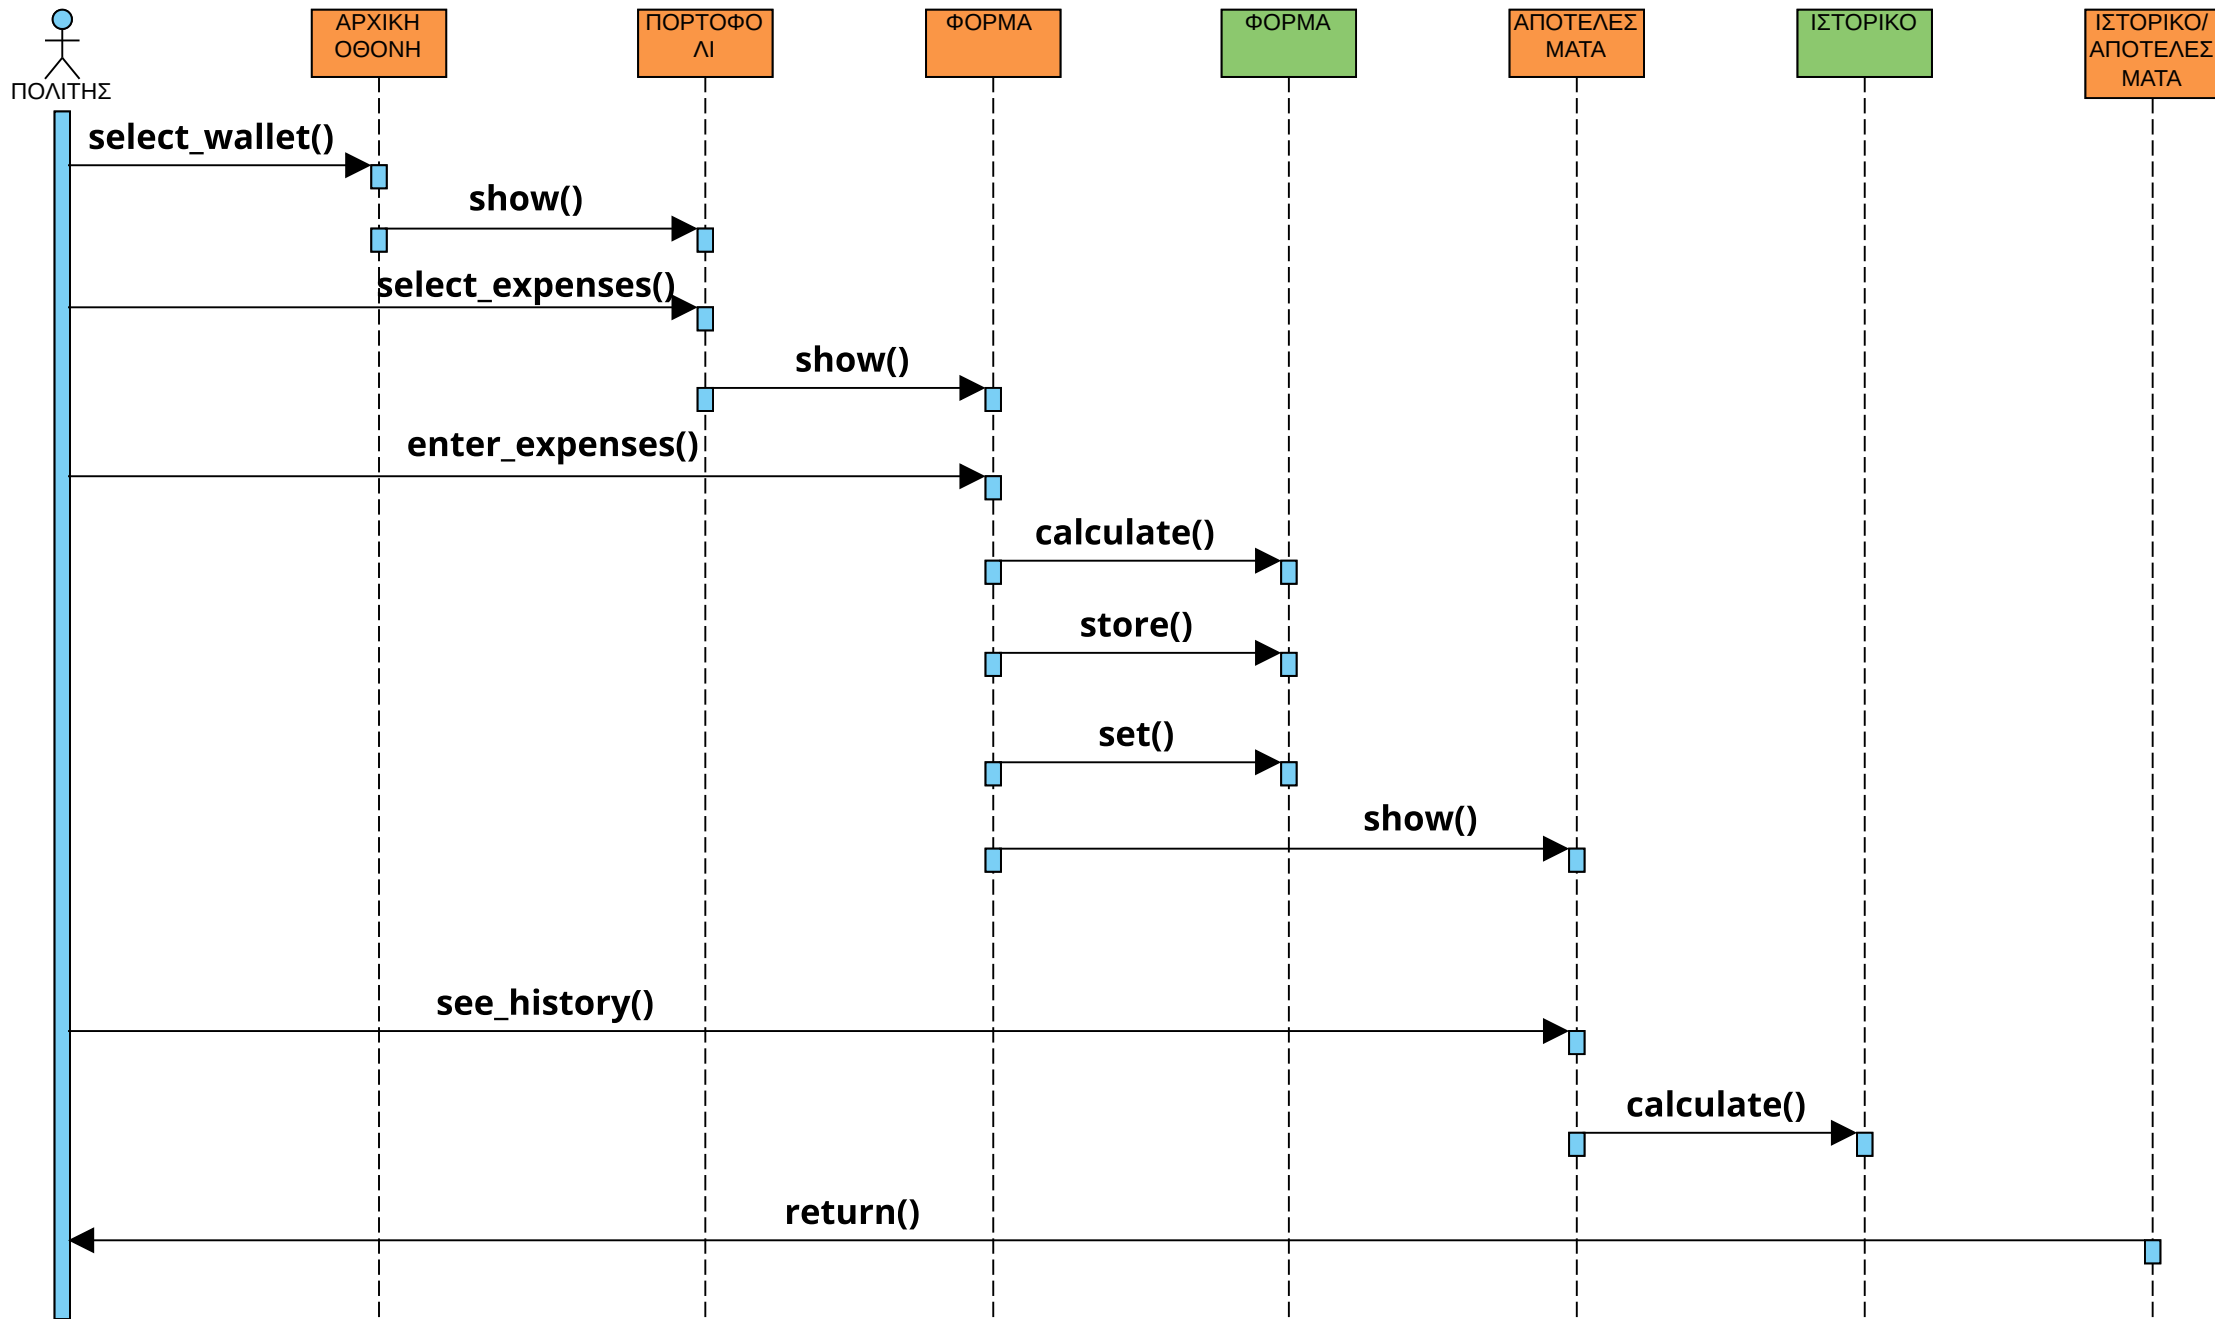 ΠΟΛΙΤΗΣ
ΑΡΧΙΚΗ
ΟΘΟΝΗ
ΠΟΡΤΟΦΟ
ΛΙ
ΦΟΡΜΑ
ΦΟΡΜΑ
ΑΠΟΤΕΛΕΣ
ΜΑΤΑ
ΙΣΤΟΡΙΚΟ
ΙΣΤΟΡΙΚΟ/
ΑΠΟΤΕΛΕΣ
ΜΑΤΑ
select_wallet()
show()
select_expenses()
show()
enter_expenses()
calculate()
store()
set()
show()
see_history()
calculate()
return()